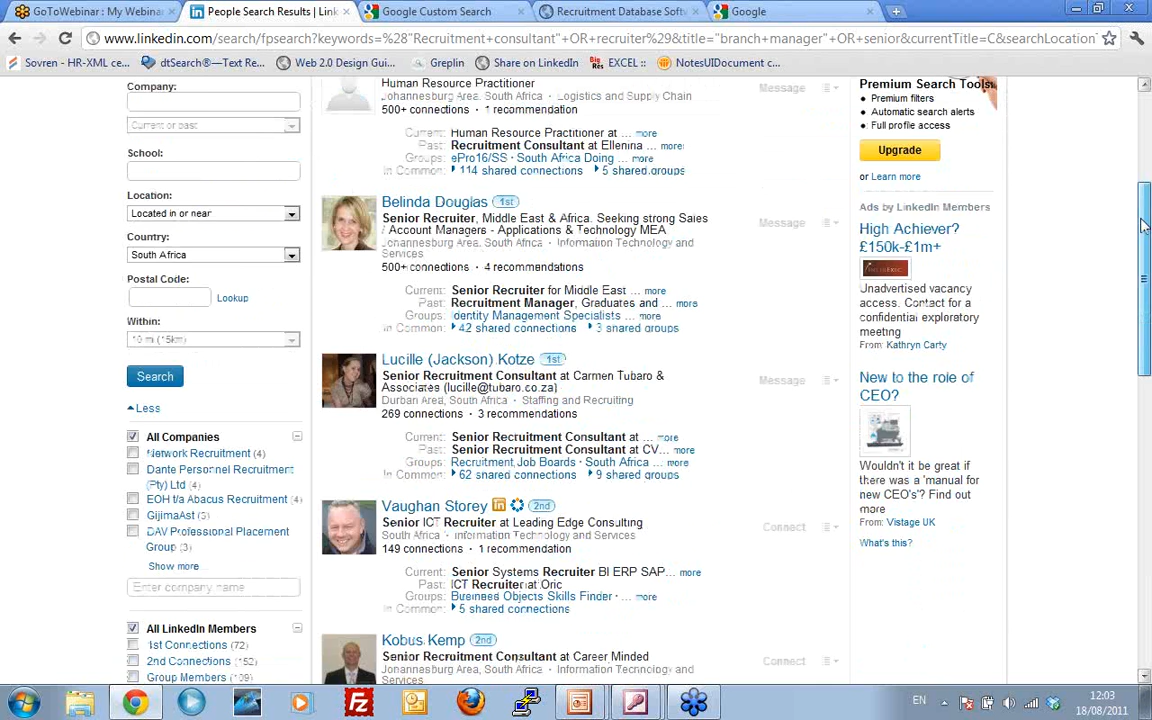 GoToWebinar : My Webinar
People Search Results | Link
Google Custom Search
Recruitment Database Softw
Google
www.linkedin.com/search/fpsearch?keywords=%28"Recruitment consultant" +OR+recruiter%29&title="branch manager" +OR+senior&currentTitle=C&searchLocation
Sovren - HR-XML ce...
dtSearch®—Text Re...
Web 2.0 Design Gui...
Greplin
Share on LinkedIn
EXCEL ::
NotesUIDocument c...
Company:
Current or past
School:
Location:
Located in or near
Country:
South Africa
Postal Code:
Lookup
Within:
10 mi (15km)
Search
Less
All Companies
Network Recruitment (4)
Dante Personnel Recruitment
(Pty) Ltd (4)
EOH t/a Abacus Recruitment (4)
GijimaAst (3)
DAV Professional Placement
Group (3)
Show more
Enter company name
All LinkedIn Members
1st Connections (72)
2nd Connections (152)
Group Members (109)
Human Resource Practitioner
Johannesburg Area, South Africa · Logistics and Supply Chain
500+ connections · 1 recommendation
Message
Current: Human Resource Practitioner at ... more
Past: Recruitment Consultant at Ellenina ... more
Groups: ePro16/SS · South Africa Doing ... more
In Common: 114 shared connections 5 shared groups
Belinda Douglas 1st
Senior Recruiter, Middle East & Africa. Seeking strong Sales
/ Account Managers - Applications & Technology MEA
Johannesburg Area, South Africa · Information Technology and
Services
500+ connections · 4 recommendations
Message
Current: Senior Recruiter for Middle East ... more
Past: Recruitment Manager, Graduates and ... more
Groups: Identity Management Specialists ... more
In Common: 42 shared connections 3 shared groups
Lucille (Jackson) Kotze 1st
Senior Recruitment Consultant at Carmen Tubaro &
Associates (lucille@tubaro.co.za)
Durban Area, South Africa · Staffing and Recruiting
269 connections · 3 recommendations
Message
Current: Senior Recruitment Consultant at ... more
Past: Senior Recruitment Consultant at CV... more
Groups: Recruitment Job Boards · South Africa ... more
In Common: 62 shared connections 9 shared groups
Vaughan Storey in 2nd
Senior ICT Recruiter at Leading Edge Consulting
South Africa · Information Technology and Services
149 connections · 1 recommendation
Connect
Current: Senior Systems Recruiter BI ERP SAP... more
Past: ICT Recruiter at Oric
Groups: Business Objects Skills Finder · ... more
In Common: 5 shared connections
Kobus Kemp 2nd
Senior Recruitment Consultant at Career Minded
Johannesburg Area, South Africa · Information Technology and
Services
Connect
Premium Search Tools:
• Premium filters
• Automatic search alerts
• Full profile access
Upgrade
or Learn more
Ads by LinkedIn Members
High Achiever?
£150k-£1m+
Unadvertised vacancy
access. Contact for a
confidential exploratory
meeting
From: Kathryn Carty
New to the role of
CEO?
Wouldn't it be great if
there was a 'manual for
new CEO's'? Find out
more
From: Vistage UK
What's this?
EN
12:03
18/08/2011